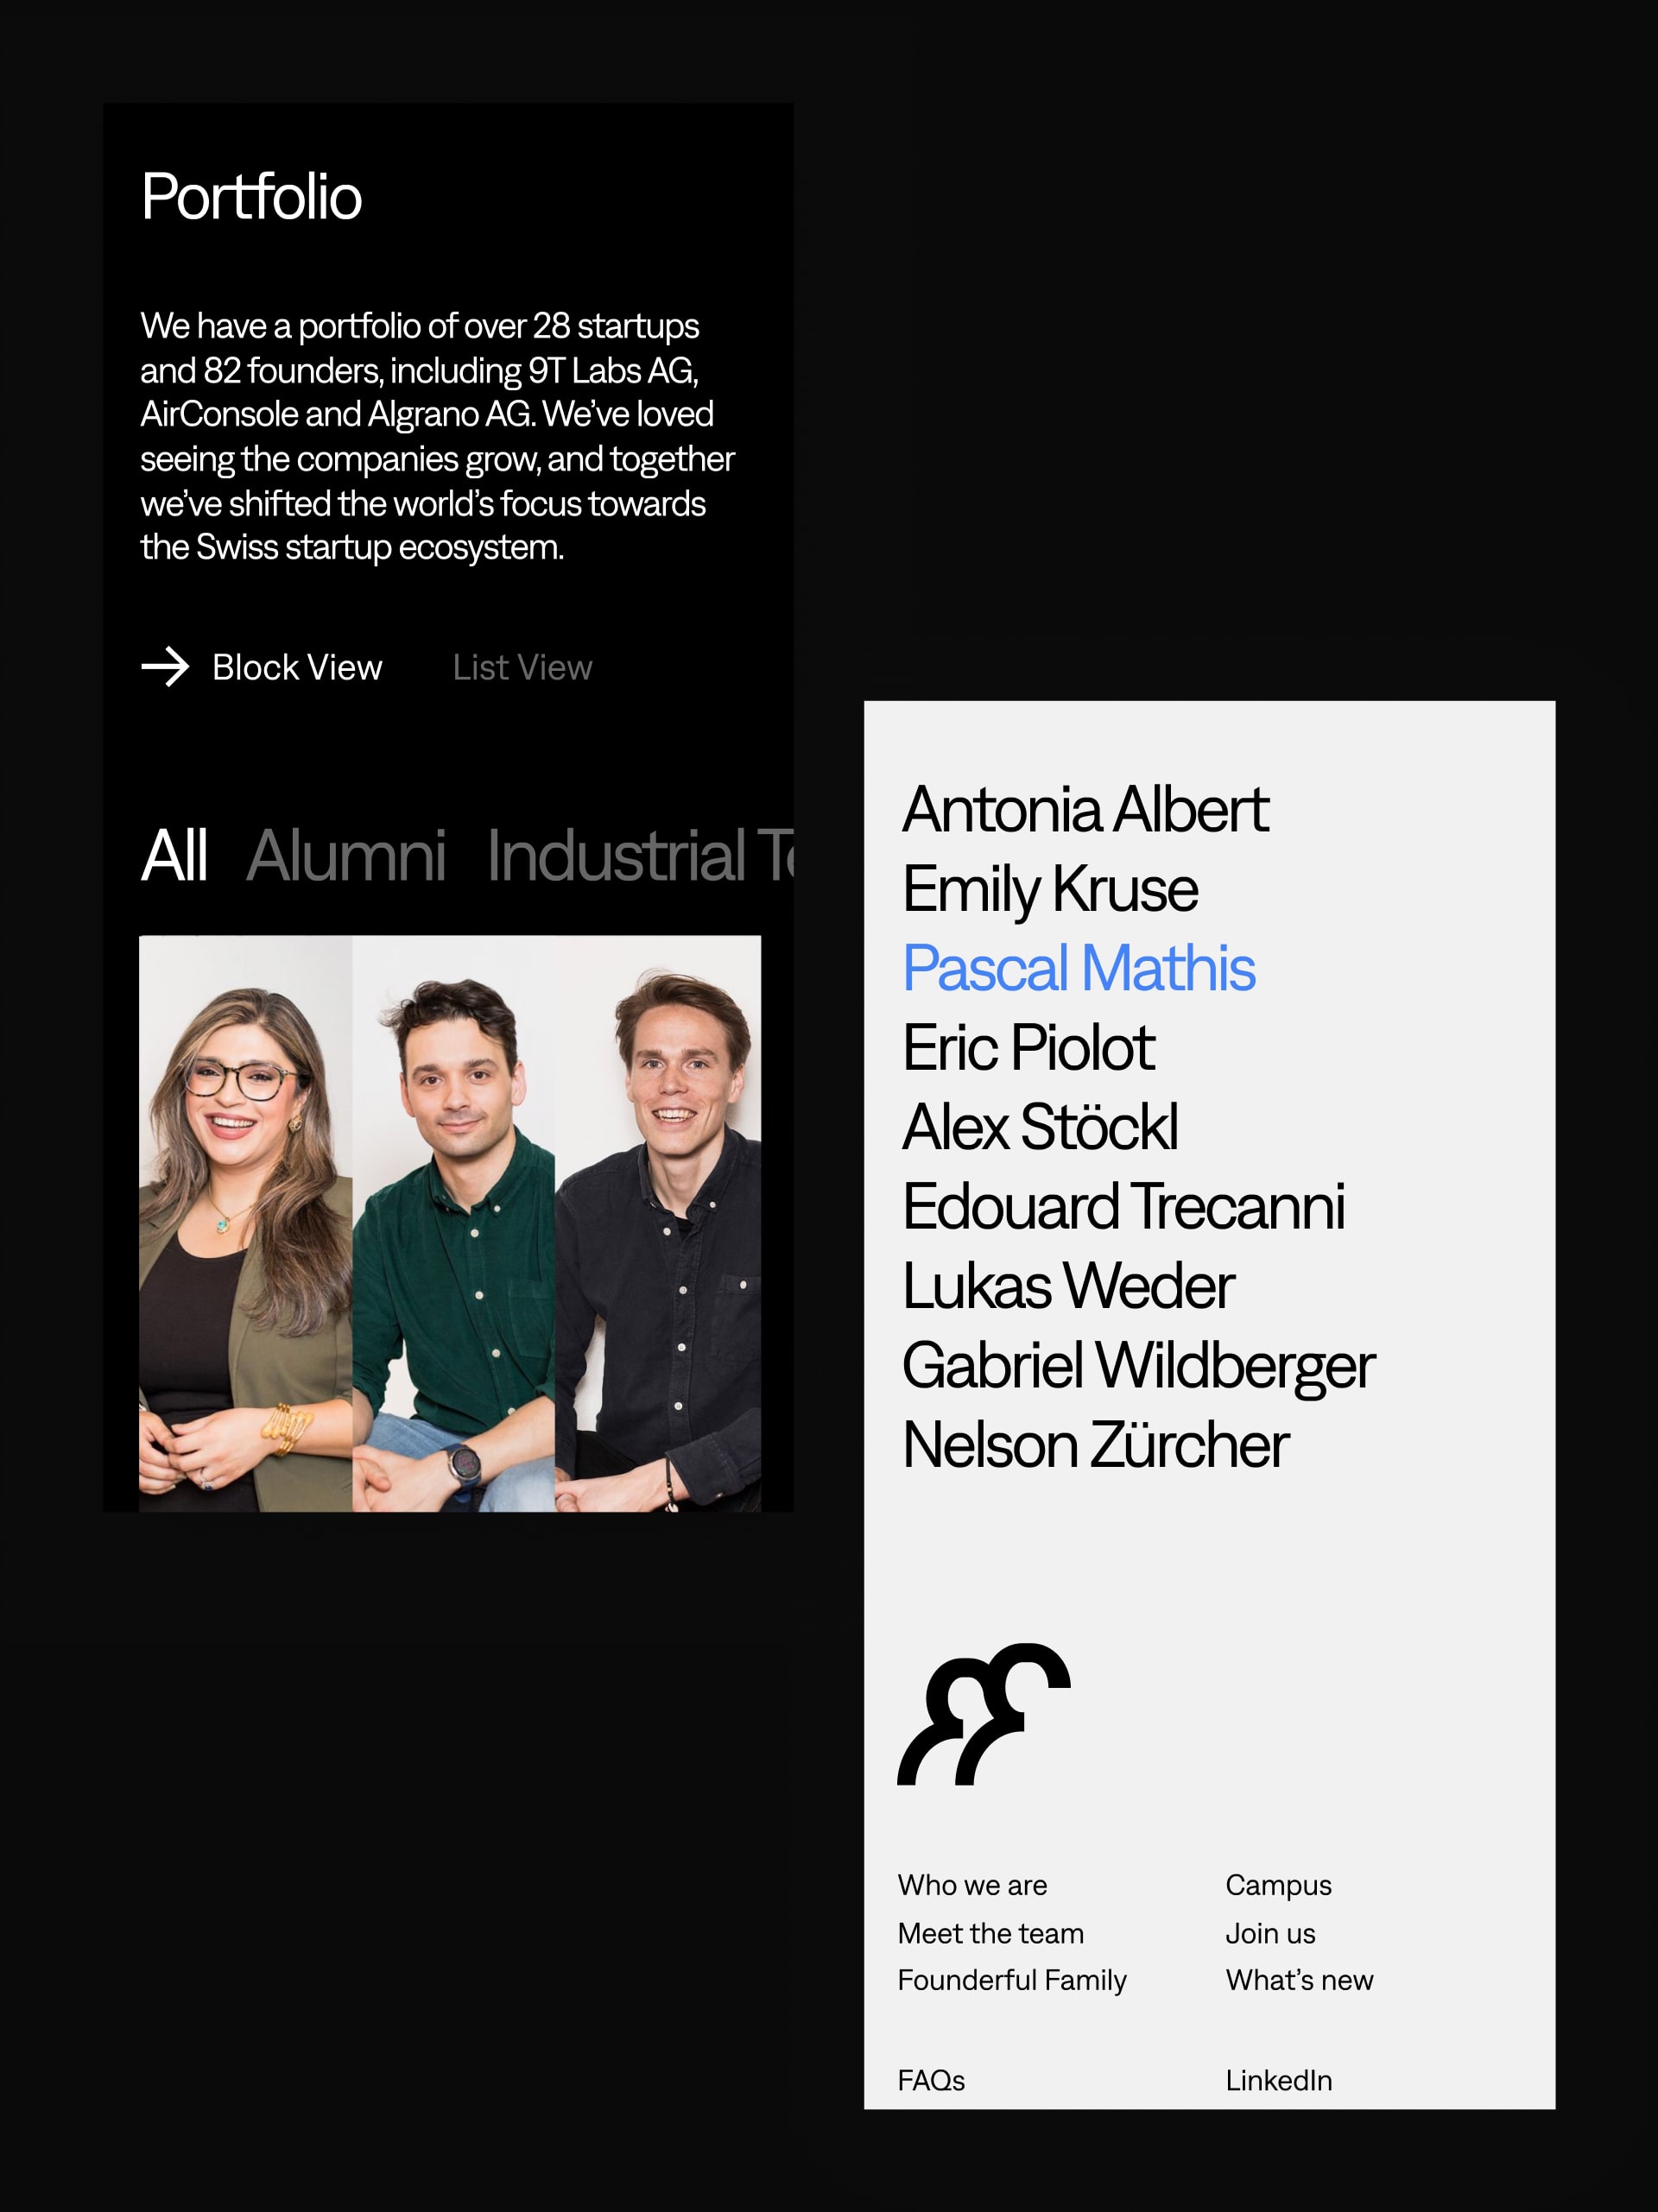 Portfolio
We have a portfolio of over 28 startups
and 82 founders, including 9T Labs AG,
AirConsole and Algrano AG. We’ve loved
seeing the companies grow, and together
we’ve shifted the world’s focus towards
the Swiss startup ecosystem.
Block View List View
All Alumni Industrial
Antonia Albert
Emily Kruse
Pascal Mathis
Eric Piolot
Alex Stöckl
Edouard Trecanni
Lukas Weder
Gabriel Wildberger
Nelson Zürcher
Who we are
Meet the team
Founderful Family
Campus
Join us
What’s new
FAQs
LinkedIn